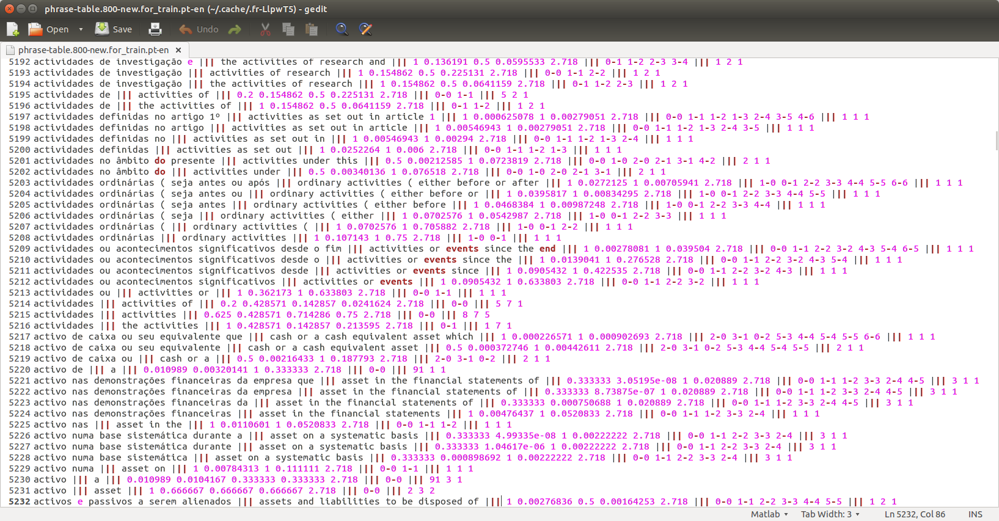 phrase-table.800-new.for_train.pt-en (~/.cache/.fr-LlpwT5) - gedit
Open Save Undo
phrase-table.800-new.for_train.pt-en ×
5192 actividades de investigação e ||| the activities of research and ||| 1 0.136191 0.5 0.0595533 2.718 ||| 0-1 1-2 2-3 3-4 ||| 1 2 1
5193 actividades de investigação ||| activities of research ||| 1 0.154862 0.5 0.225131 2.718 ||| 0-0 1-1 2-2 ||| 1 2 1
5194 actividades de investigação ||| the activities of research ||| 1 0.154862 0.5 0.0641159 2.718 ||| 0-1 1-2 2-3 ||| 1 2 1
5195 actividades de ||| activities of ||| 0.2 0.154862 0.5 0.225131 2.718 ||| 0-0 1-1 ||| 5 2 1
5196 actividades de ||| the activities of ||| 1 0.154862 0.5 0.0641159 2.718 ||| 0-1 1-2 ||| 1 2 1
5197 actividades definidas no artigo 1º ||| activities as set out in article 1 ||| 1 0.000625078 1 0.00279051 2.718 ||| 0-0 1-1 1-2 1-3 2-4 3-5 4-6 ||| 1 1 1
5198 actividades definidas no artigo ||| activities as set out in article ||| 1 0.00546943 1 0.00279051 2.718 ||| 0-0 1-1 1-2 1-3 2-4 3-5 ||| 1 1 1
5199 actividades definidas no ||| activities as set out in ||| 1 0.00546943 1 0.00294 2.718 ||| 0-0 1-1 1-2 1-3 2-4 ||| 1 1 1
5200 actividades definidas ||| activities as set out ||| 1 0.0252264 1 0.006 2.718 ||| 0-0 1-1 1-2 1-3 ||| 1 1 1
5201 actividades no âmbito do presente ||| activities under this ||| 0.5 0.00212585 1 0.0723819 2.718 ||| 0-0 1-0 2-0 2-1 3-1 4-2 ||| 2 1 1
5202 actividades no âmbito do ||| activities under ||| 0.5 0.00340136 1 0.076518 2.718 ||| 0-0 1-0 2-0 2-1 3-1 ||| 2 1 1
5203 actividades ordinárias ( seja antes ou após ||| ordinary activities ( either before or after ||| 1 0.0272125 1 0.00705941 2.718 ||| 1-0 0-1 2-2 3-3 4-4 5-5 6-6 ||| 1 1 1
5204 actividades ordinárias ( seja antes ou ||| ordinary activities ( either before or ||| 1 0.0395817 1 0.00834295 2.718 ||| 1-0 0-1 2-2 3-3 4-4 5-5 ||| 1 1 1
5205 actividades ordinárias ( seja antes ||| ordinary activities ( either before ||| 1 0.0468384 1 0.00987248 2.718 ||| 1-0 0-1 2-2 3-3 4-4 ||| 1 1 1
5206 actividades ordinárias ( seja ||| ordinary activities ( either ||| 1 0.0702576 1 0.0542987 2.718 ||| 1-0 0-1 2-2 3-3 ||| 1 1 1
5207 actividades ordinárias ( ||| ordinary activities ( ||| 1 0.0702576 1 0.705882 2.718 ||| 1-0 0-1 2-2 ||| 1 1 1
5208 actividades ordinárias ||| ordinary activities ||| 1 0.107143 1 0.75 2.718 ||| 1-0 0-1 ||| 1 1 1
5209 actividades ou acontecimentos significativos desde o fim ||| activities or events since the end ||| 1 0.00278081 1 0.039504 2.718 ||| 0-0 1-1 2-2 3-2 4-3 5-4 6-5 ||| 1 1 1
5210 actividades ou acontecimentos significativos desde o ||| activities or events since the ||| 1 0.0139041 1 0.276528 2.718 ||| 0-0 1-1 2-2 3-2 4-3 5-4 ||| 1 1 1
5211 actividades ou acontecimentos significativos desde ||| activities or events since ||| 1 0.0905432 1 0.422535 2.718 ||| 0-0 1-1 2-2 3-2 4-3 ||| 1 1 1
5212 actividades ou acontecimentos significativos ||| activities or events ||| 1 0.0905432 1 0.633803 2.718 ||| 0-0 1-1 2-2 3-2 ||| 1 1 1
5213 actividades ou ||| activities or ||| 1 0.362173 1 0.633803 2.718 ||| 0-0 1-1 ||| 1 1 1
5214 actividades ||| activities of ||| 0.2 0.428571 0.142857 0.0241624 2.718 ||| 0-0 ||| 5 7 1
5215 actividades ||| activities ||| 0.625 0.428571 0.714286 0.75 2.718 ||| 0-0 ||| 8 7 5
5216 actividades ||| the activities ||| 1 0.428571 0.142857 0.213595 2.718 ||| 0-1 ||| 1 7 1
5217 activo de caixa ou seu equivalente que ||| cash or a cash equivalent asset which ||| 1 0.000226571 1 0.000902693 2.718 ||| 2-0 3-1 0-2 5-3 4-4 5-4 5-5 6-6 ||| 1 1 1
5218 activo de caixa ou seu equivalente ||| cash or a cash equivalent asset ||| 0.5 0.000372746 1 0.00442611 2.718 ||| 2-0 3-1 0-2 5-3 4-4 5-4 5-5 ||| 2 1 1
5219 activo de caixa ou ||| cash or a ||| 0.5 0.00216433 1 0.187793 2.718 ||| 2-0 3-1 0-2 ||| 2 1 1
5220 activo de ||| a ||| 0.010989 0.00320141 1 0.333333 2.718 ||| 0-0 ||| 91 1 1
5221 activo nas demonstrações financeiras da empresa que ||| asset in the financial statements of ||| 0.333333 3.05195e-08 1 0.020889 2.718 ||| 0-0 1-1 1-2 3-3 2-4 4-5 ||| 3 1 1
5222 activo nas demonstrações financeiras da empresa ||| asset in the financial statements of ||| 0.333333 8.73875e-07 1 0.020889 2.718 ||| 0-0 1-1 1-2 3-3 2-4 4-5 ||| 3 1 1
5223 activo nas demonstrações financeiras da ||| asset in the financial statements of ||| 0.333333 0.000750688 1 0.020889 2.718 ||| 0-0 1-1 1-2 3-3 2-4 4-5 ||| 3 1 1
5224 activo nas demonstrações financeiras ||| asset in the financial statements ||| 1 0.00476437 1 0.0520833 2.718 ||| 0-0 1-1 1-2 3-3 2-4 ||| 1 1 1
5225 activo nas ||| asset in the ||| 1 0.0110601 1 0.0520833 2.718 ||| 0-0 1-1 1-2 ||| 1 1 1
5226 activo numa base sistemática durante a ||| asset on a systematic basis ||| 0.333333 4.99335e-08 1 0.00222222 2.718 ||| 0-0 1-1 2-2 3-3 2-4 ||| 3 1 1
5227 activo numa base sistemática durante ||| asset on a systematic basis ||| 0.333333 1.04617e-06 1 0.00222222 2.718 ||| 0-0 1-1 2-2 3-3 2-4 ||| 3 1 1
5228 activo numa base sistemática ||| asset on a systematic basis ||| 0.333333 0.000898692 1 0.00222222 2.718 ||| 0-0 1-1 2-2 3-3 2-4 ||| 3 1 1
5229 activo numa ||| asset on ||| 1 0.00784313 1 0.111111 2.718 ||| 0-0 1-1 ||| 1 1 1
5230 activo ||| a ||| 0.010989 0.0104167 0.333333 0.333333 2.718 ||| 0-0 ||| 91 3 1
5231 activo ||| asset ||| 1 0.666667 0.666667 0.666667 2.718 ||| 0-0 ||| 2 3 2
5232 activos e passivos a serem alienados ||| assets and liabilities to be disposed of ||| 1 0.00276836 0.5 0.00164253 2.718 ||| 0-0 1-1 2-2 3-3 4-4 5-5 ||| 1 2 1
Matlab Tab Width: 3 Ln 5232, Col 86 INS